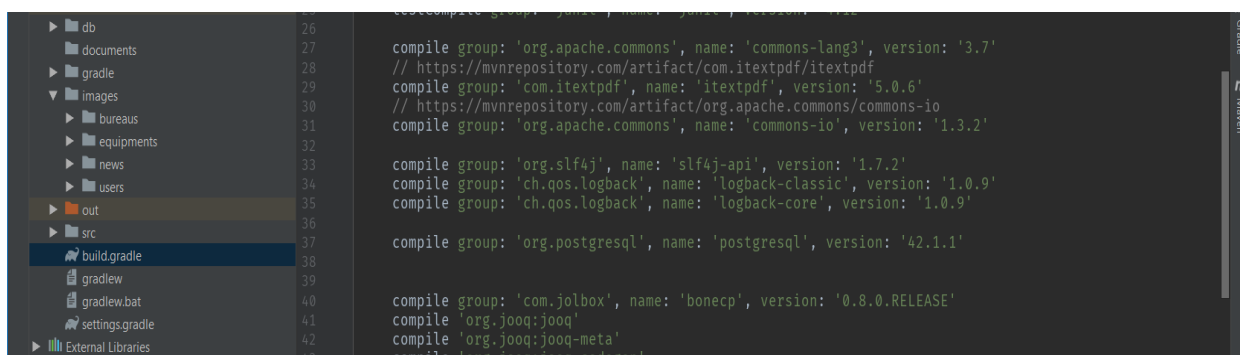 db
documents
gradle
images
bureaus
equipments
news
users
out
src
build.gradle
gradlew
gradlew.bat
settings.gradle
External Libraries
26
27 compile group: 'org.apache.commons', name: 'commons-lang3', version: '3.7'
28 // https://mvnrepository.com/artifact/com.itextpdf/itextpdf
29 compile group: 'com.itextpdf', name: 'itextpdf', version: '5.0.6'
30 // https://mvnrepository.com/artifact/org.apache.commons/commons-io
31 compile group: 'org.apache.commons', name: 'commons-io', version: '1.3.2'
32
33 compile group: 'org.slf4j', name: 'slf4j-api', version: '1.7.2'
34 compile group: 'ch.qos.logback', name: 'logback-classic', version: '1.0.9'
35 compile group: 'ch.qos.logback', name: 'logback-core', version: '1.0.9'
36
37 compile group: 'org.postgresql', name: 'postgresql', version: '42.1.1'
38
39
40 compile group: 'com.jolbox', name: 'bonecp', version: '0.8.0.RELEASE'
41 compile 'org.jooq:jooq'
42 compile 'org.jooq:jooq-meta'
Gradle
Maven